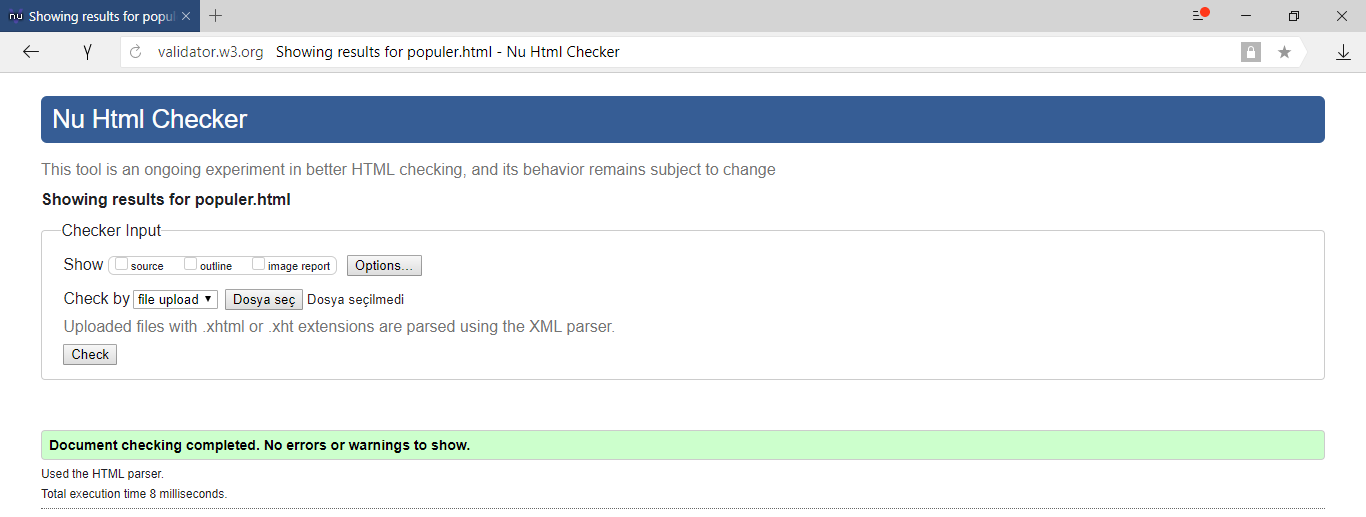 nu Showing results for popul
validator.w3.org Showing results for populer.html - Nu Html Checker
Nu Html Checker
This tool is an ongoing experiment in better HTML checking, and its behavior remains subject to change
Showing results for populer.html
Checker Input
Show source outline image report Options...
Check by file upload Dosya seç Dosya seçilmedi
Uploaded files with .xhtml or .xht extensions are parsed using the XML parser.
Check
Document checking completed. No errors or warnings to show.
Used the HTML parser.
Total execution time 8 milliseconds.